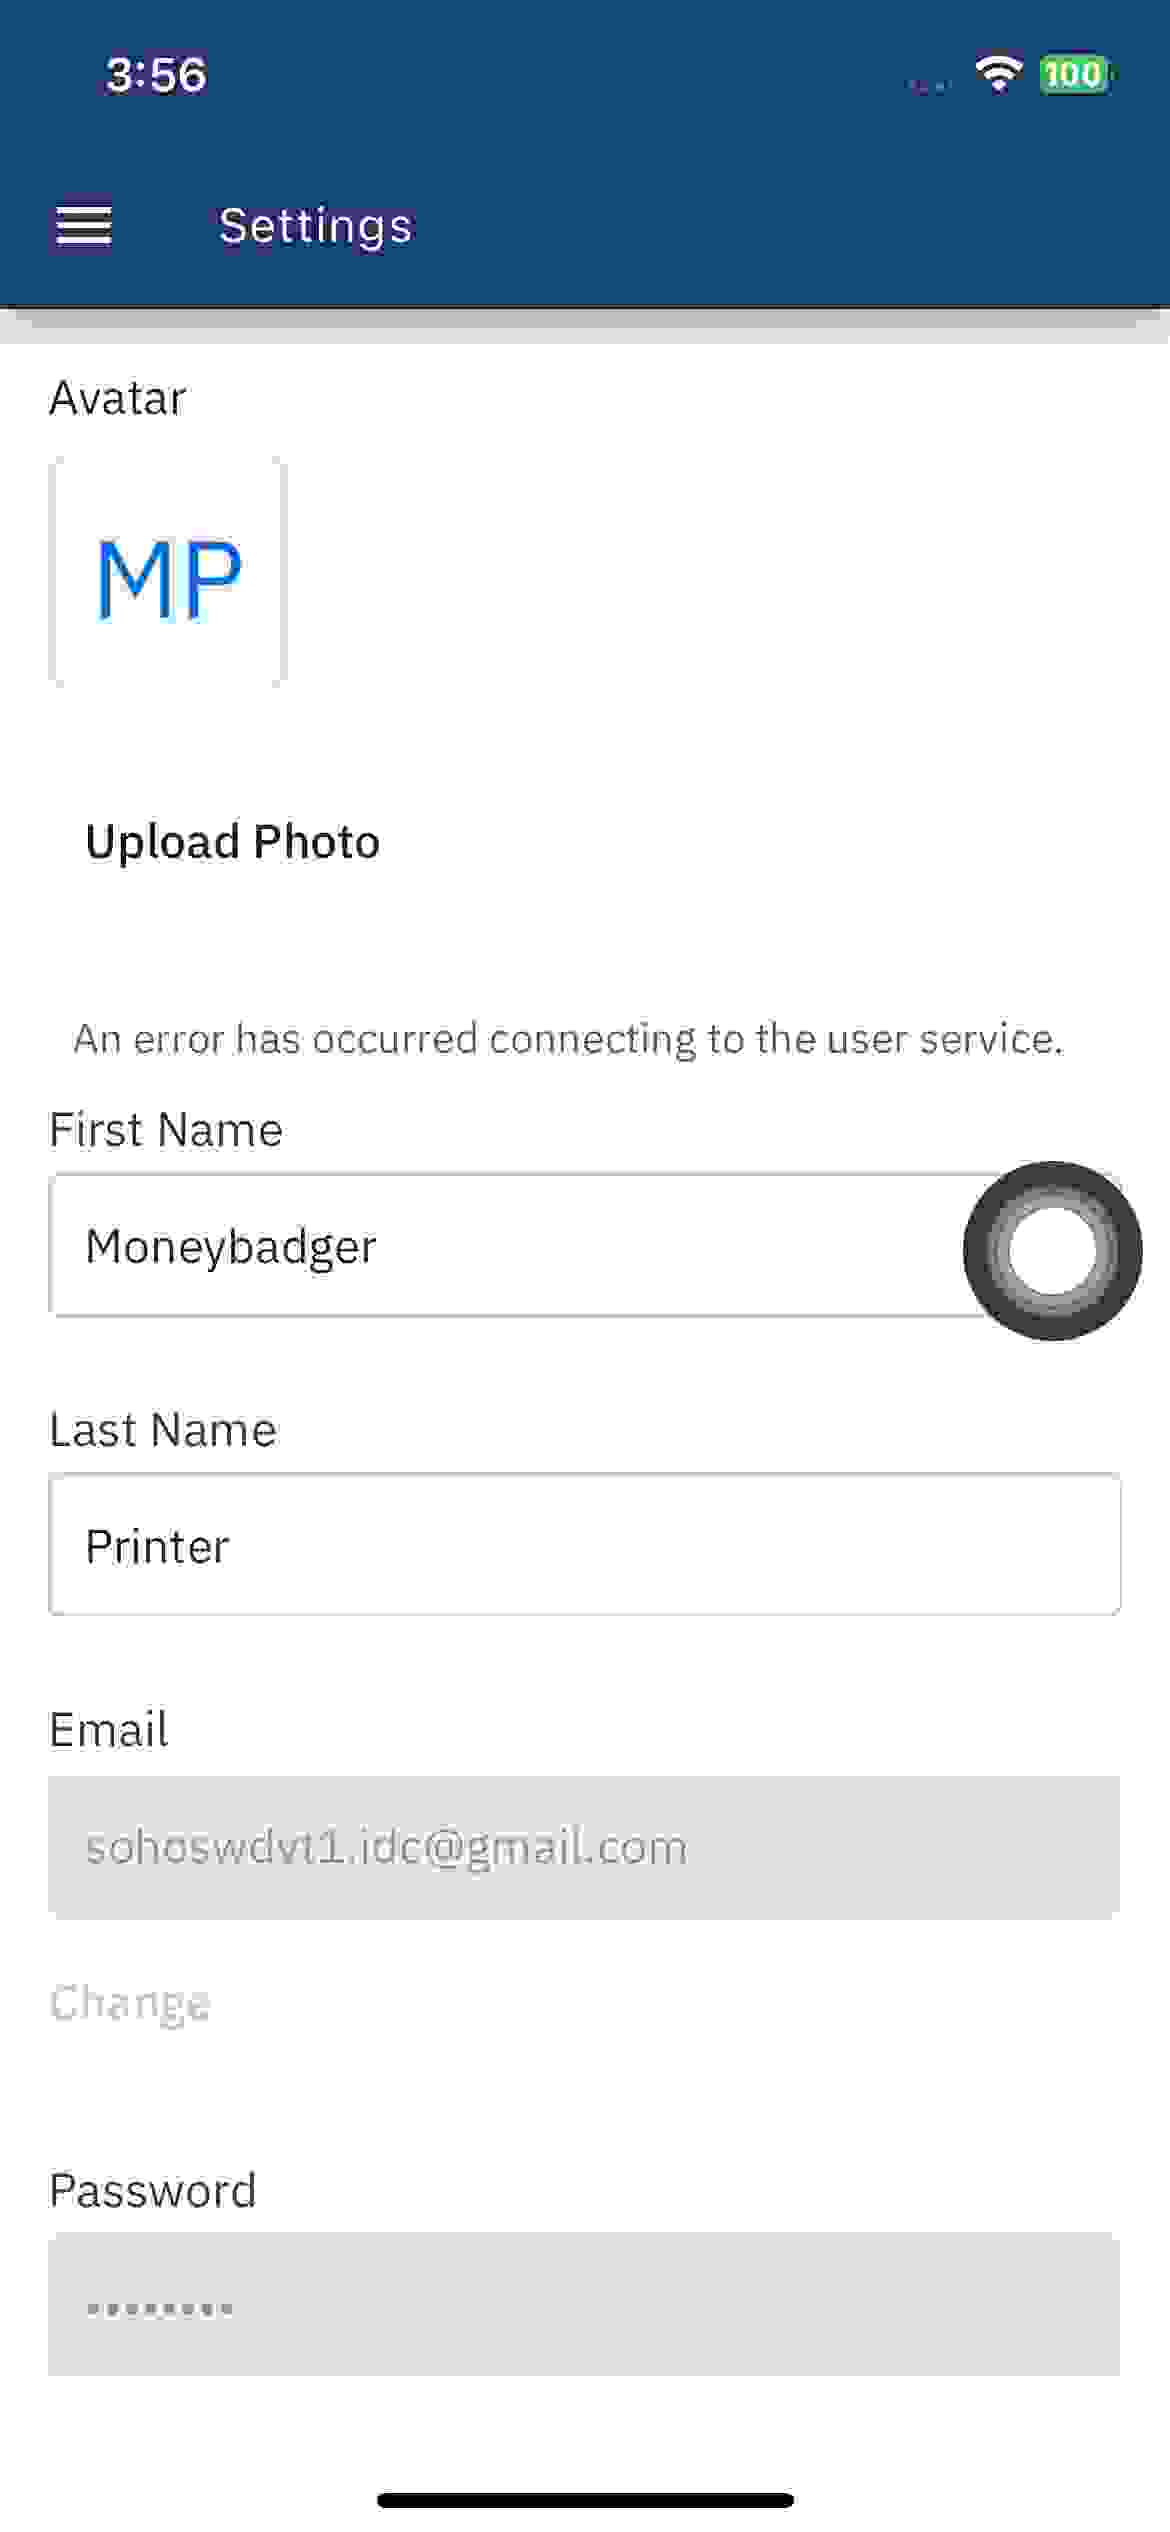 3:56
100
Settings
Avatar
MP
Upload Photo
An error has occurred connecting to the user service.
First Name
Moneybadger
Last Name
Printer
Email
sohoswdvt1.idc@gmail.com
Change
Password
••••••••